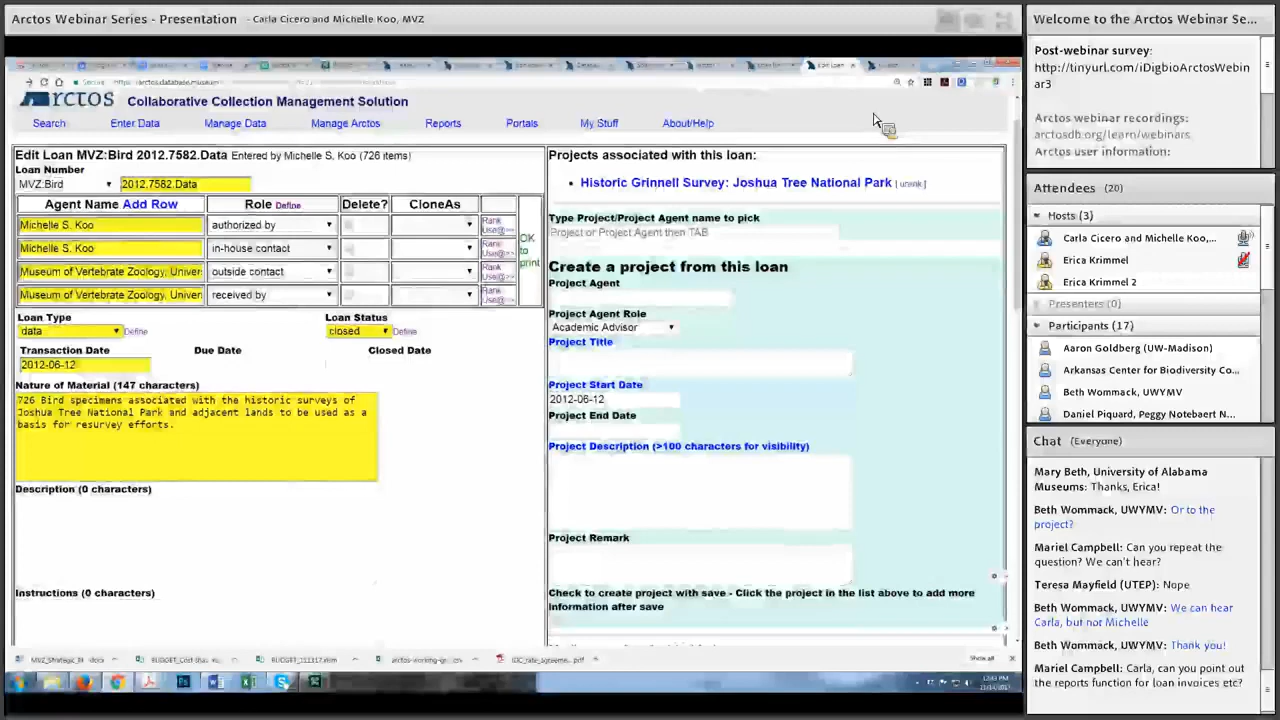 Arctos Webinar Series - Presentation - Carla Cicero and Michelle Koo, MVZ
Arctos Collaborative Collection Management Solution
Search Enter Data Manage Data Manage Arctos Reports Portals My Stuff About/Help
Edit Loan MVZ:Bird 2012.7582.Data Entered by Michelle S. Koo (726 items)
Loan Number
MVZ:Bird 2012.7582.Data
Agent Name Add Row Role Define Delete? CloneAs
Michelle S. Koo authorized by
Michelle S. Koo in-house contact
Museum of Vertebrate Zoology, Univer outside contact
Museum of Vertebrate Zoology, Univer received by
OK
to
print
Loan Type Loan Status
data Define closed Define
Transaction Date Due Date Closed Date
2012-06-12
Nature of Material (147 characters)
726 Bird specimens associated with the historic surveys of
Joshua Tree National Park and adjacent lands to be used as a
basis for resurvey efforts.
Description (0 characters)
Instructions (0 characters)
Projects associated with this loan:
Historic Grinnell Survey: Joshua Tree National Park [ unlink ]
Type Project/Project Agent name to pick
Project or Project Agent then TAB
Create a project from this loan
Project Agent
Project Agent Role
Academic Advisor
Project Title
Project Start Date
2012-06-12
Project End Date
Project Description (>100 characters for visibility)
Project Remark
Check to create project with save - Click the project in the list above to add more
information after save
Show all
Welcome to the Arctos Webinar Se...
Post-webinar survey:
http://tinyurl.com/iDigbioArctosWebin
ar3
Arctos webinar recordings:
arctosdb.org/learn/webinars
Arctos user information:
Attendees (20)
Hosts (3)
Carla Cicero and Michelle Koo,...
Erica Krimmel
Erica Krimmel 2
Presenters (0)
Participants (17)
Aaron Goldberg (UW-Madison)
Arkansas Center for Biodiversity Co...
Beth Wommack, UWYMV
Daniel Piquard, Peggy Notebaert N...
Chat (Everyone)
Mary Beth, University of Alabama
Museums: Thanks, Erica!
Beth Wommack, UWYMV: Or to the
project?
Mariel Campbell: Can you repeat the
question? We can't hear?
Teresa Mayfield (UTEP): Nope
Beth Wommack, UWYMV: We can hear
Carla, but not Michelle
Beth Wommack, UWYMV: Thank you!
Mariel Campbell: Carla, can you point out
the reports function for loan invoices etc?